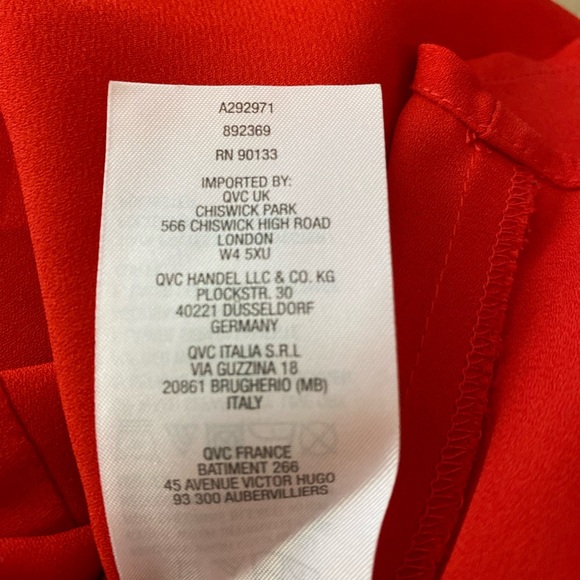 A292971
892369
RN 90133
IMPORTED BY:
QVC UK
CHISWICK PARK
566 CHISWICK HIGH ROAD
LONDON
W4 5XU
QVC HANDEL LLC & CO. KG
PLOCKSTR. 30
40221 DÜSSELDORF
GERMANY
QVC ITALIA S.R.L
VIA GUZZINA 18
20861 BRUGHERIO (MB)
ITALY
QVC FRANCE
BATIMENT 266
45 AVENUE VICTOR HUGO
93 300 AUBERVILLIERS